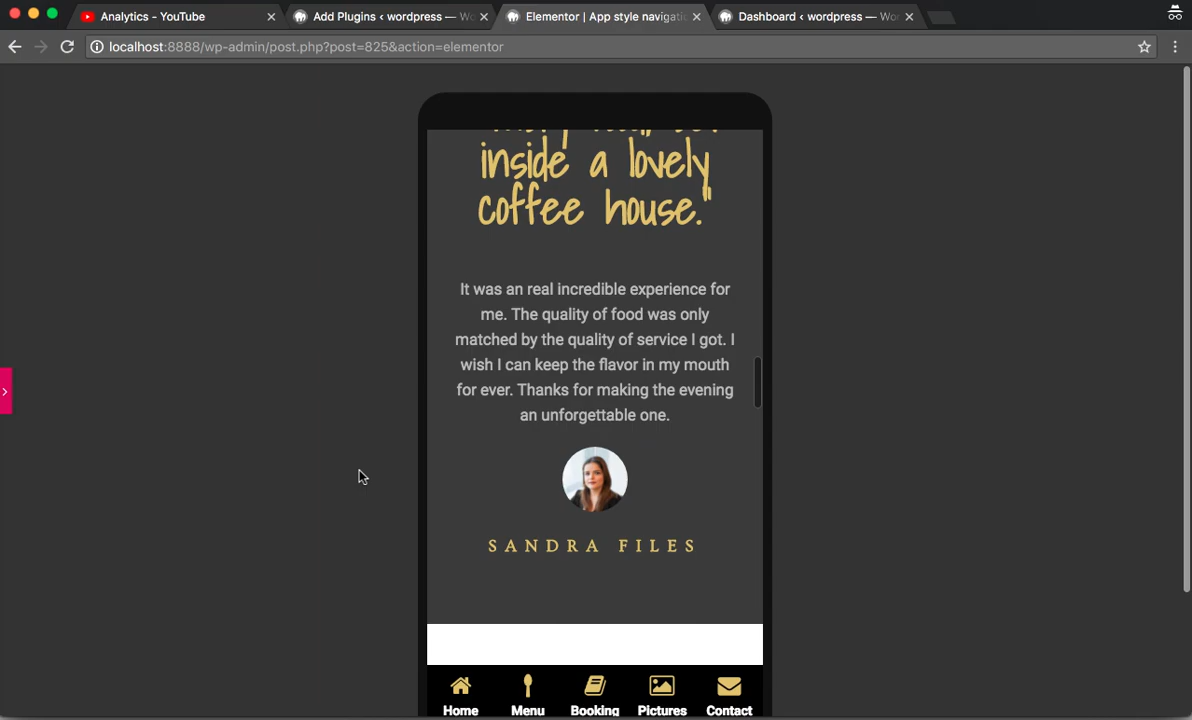 Analytics - YouTube
Add Plugins ‹ wordpress — Wo
Elementor | App style navigatio
Dashboard ‹ wordpress — Wor
localhost:8888/wp-admin/post.php?post=825&action=elementor
inside a lovely
coffee house."
It was an real incredible experience for
me. The quality of food was only
matched by the quality of service I got. I
wish I can keep the flavor in my mouth
for ever. Thanks for making the evening
an unforgettable one.
SANDRA FILES
Home
Menu
Booking
Pictures
Contact